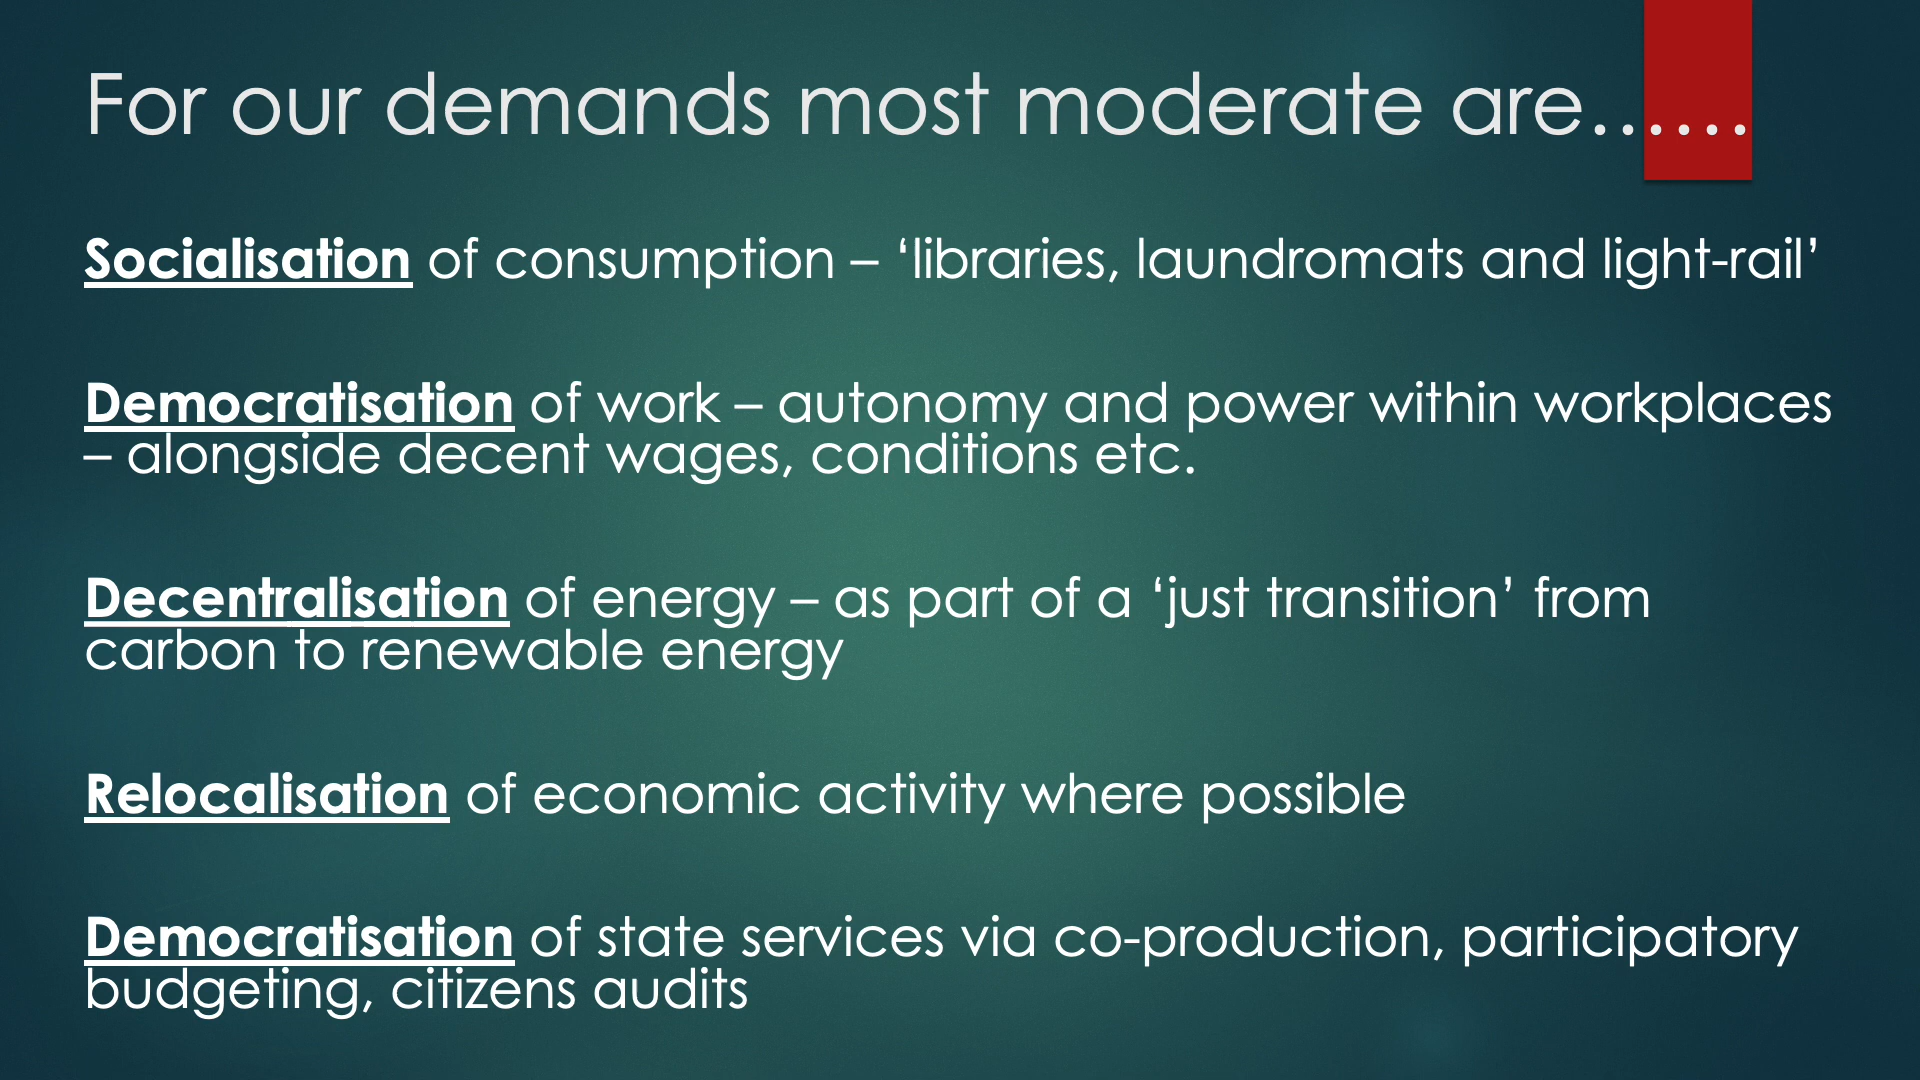 For our demands most moderate are……
Socialisation of consumption – ‘libraries, laundromats and light-rail’
Democratisation of work – autonomy and power within workplaces
– alongside decent wages, conditions etc.
Decentralisation of energy – as part of a ‘just transition’ from
carbon to renewable energy
Relocalisation of economic activity where possible
Democratisation of state services via co-production, participatory
budgeting, citizens audits